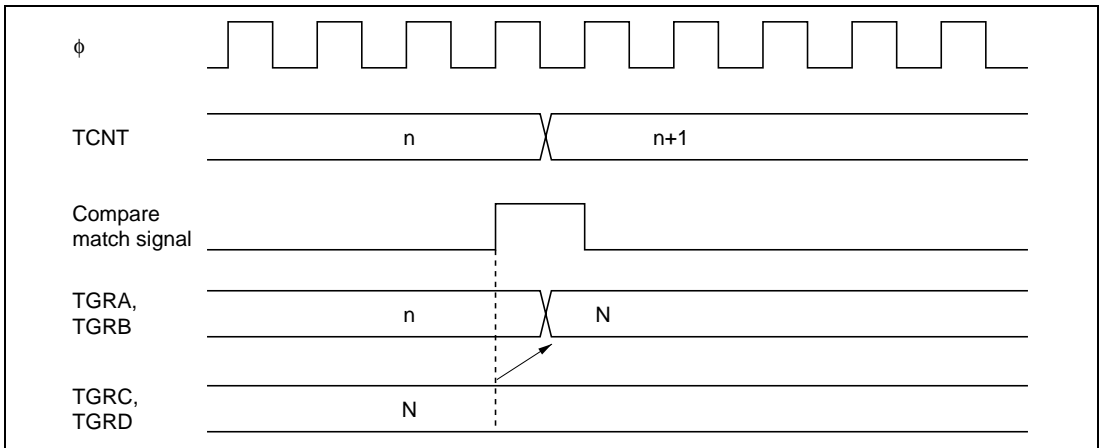 ϕ
TCNT
n
n+1
Compare
match signal
TGRA,
TGRB
n
N
TGRC,
TGRD
N